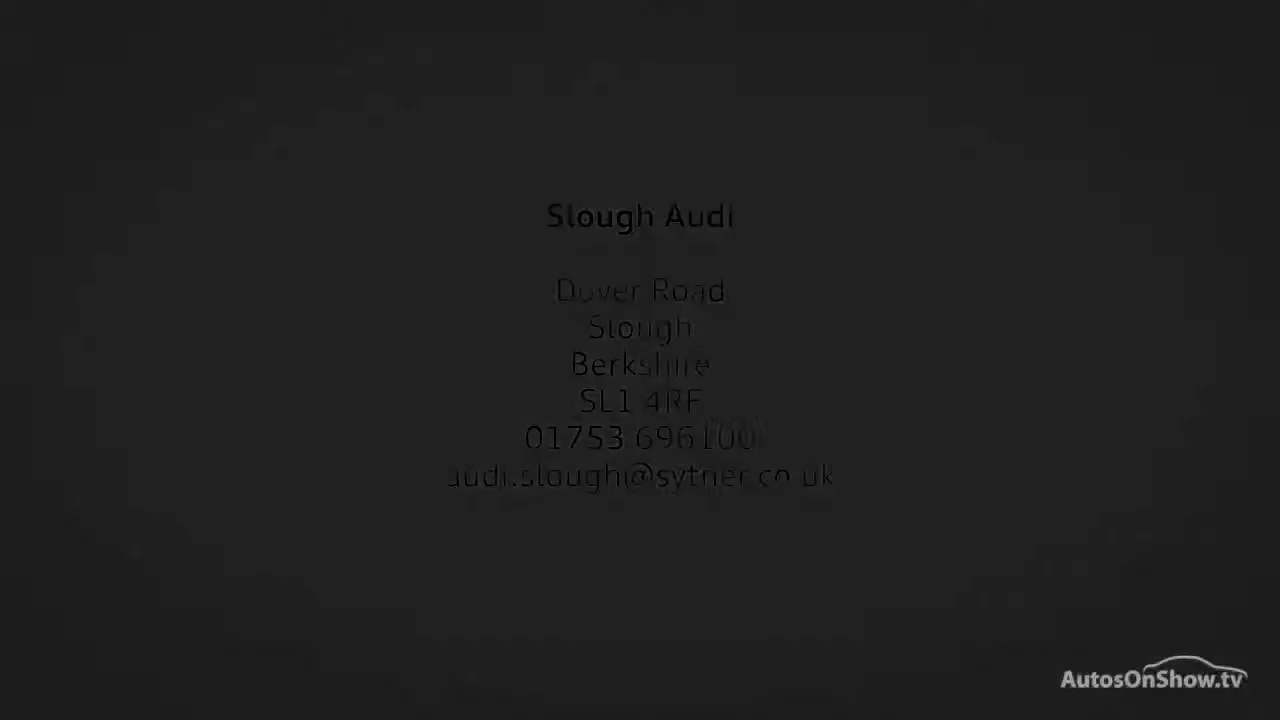 Slough Audi
Dover Road
Slough
Berkshire
SL1 4RF
01753 696100
audi.slough@sytner.co.uk
AutosOnShow.tv